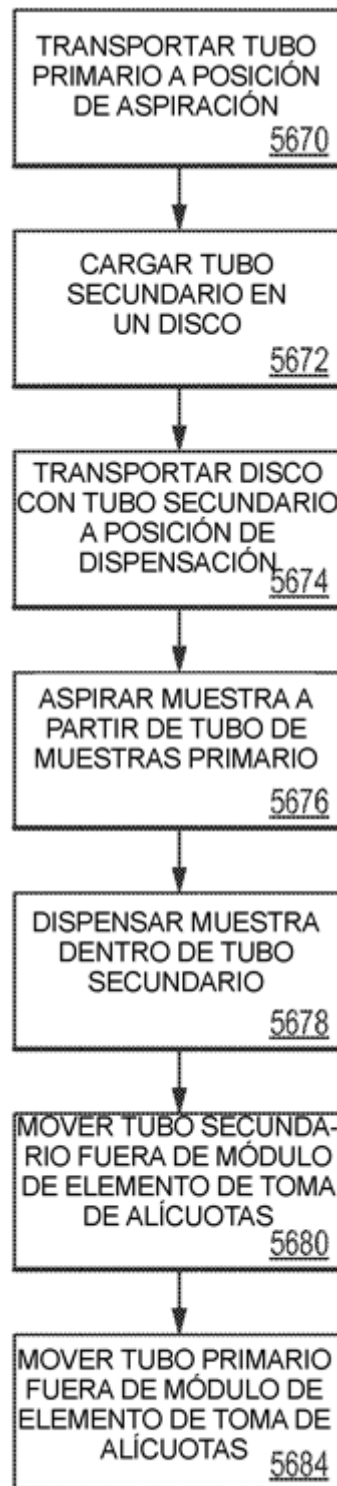 TRANSPORTAR TUBO
PRIMARIO A POSICIÓN
DE ASPIRACIÓN
5670
CARGAR TUBO
SECUNDARIO EN
UN DISCO
5672
TRANSPORTAR DISCO
CON TUBO SECUNDARIO
A POSICIÓN DE
DISPENSACIÓN
5674
ASPIRAR MUESTRA A
PARTIR DE TUBO DE
MUESTRAS PRIMARIO
5676
DISPENSAR MUESTRA
DENTRO DE TUBO
SECUNDARIO
5678
MOVER TUBO SECUNDA-
RIO FUERA DE MÓDULO
DE ELEMENTO DE TOMA
DE ALÍCUOTAS
5680
MOVER TUBO PRIMARIO
FUERA DE MÓDULO DE
ELEMENTO DE TOMA DE
ALÍCUOTAS
5684